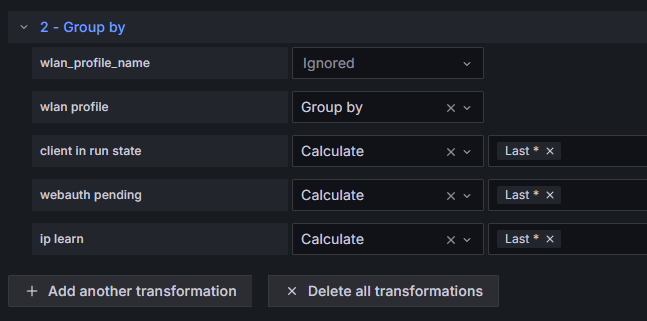 2 - Group by
wlan_profile_name Ignored
wlan profile Group by
client in run state Calculate Last *
webauth pending Calculate Last *
ip learn Calculate Last *
+ Add another transformation × Delete all transformations